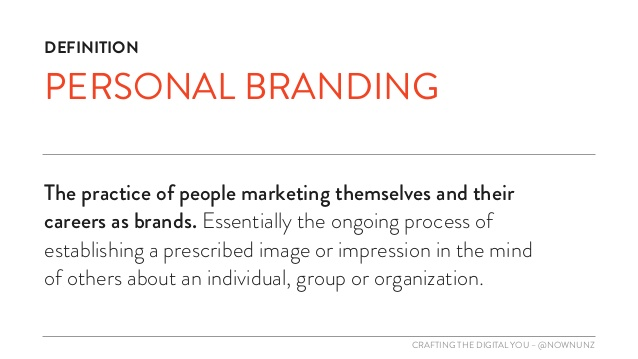 DEFINITION
PERSONAL BRANDING
The practice of people marketing themselves and their
careers as brands. Essentially the ongoing process of
establishing a prescribed image or impression in the mind
of others about an individual, group or organization.
CRAFTING THE DIGITAL YOU – @NOWNUNZ